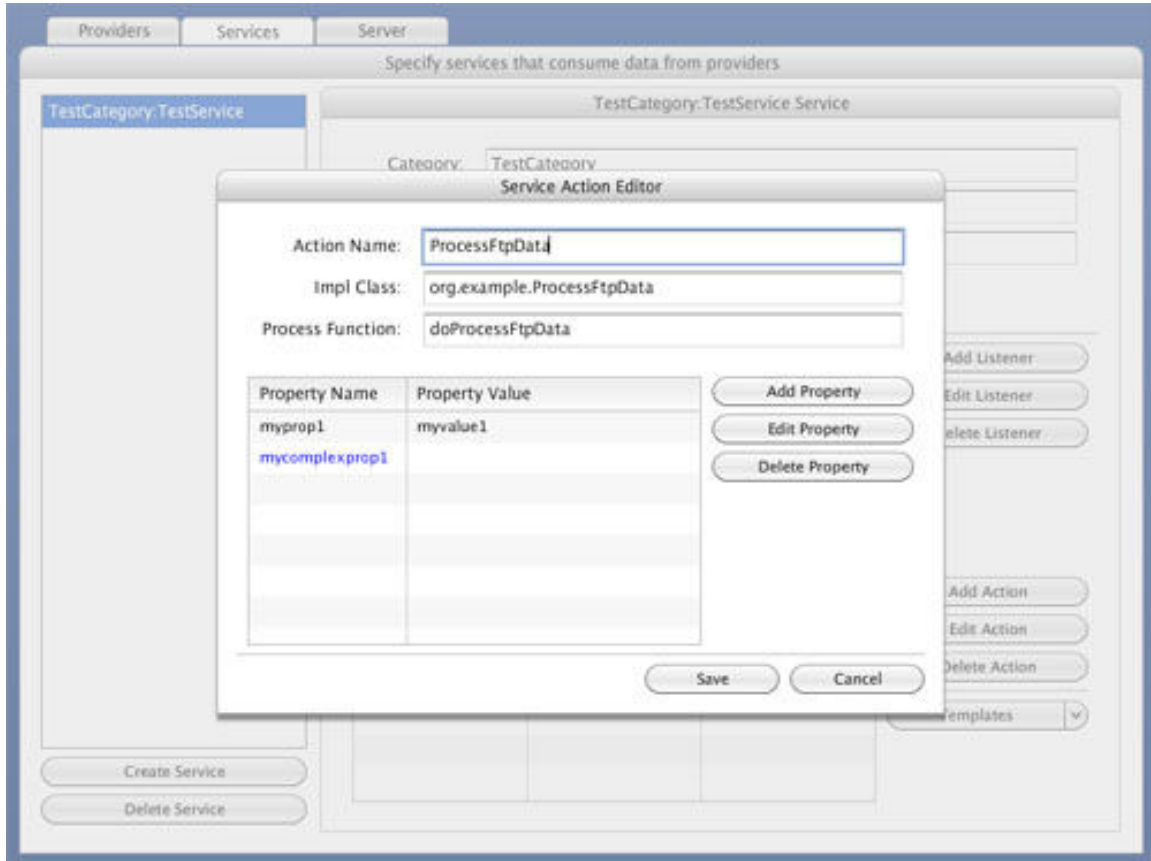 Providers Services Server
Specify services that consume data from providers
TestCategory:TestService
TestCategory:TestService Service
Category: TestCategory
Service Action Editor
Action Name: ProcessFtpData
Impl Class: org.example.ProcessFtpData
Process Function: doProcessFtpData
Property Name Property Value
myprop1 myvalue1
mycomplexprop1
Add Property
Edit Property
Delete Property
Add Listener
Edit Listener
elete Listener
Add Action
Edit Action
Delete Action
Save Cancel
Templates
Create Service
Delete Service